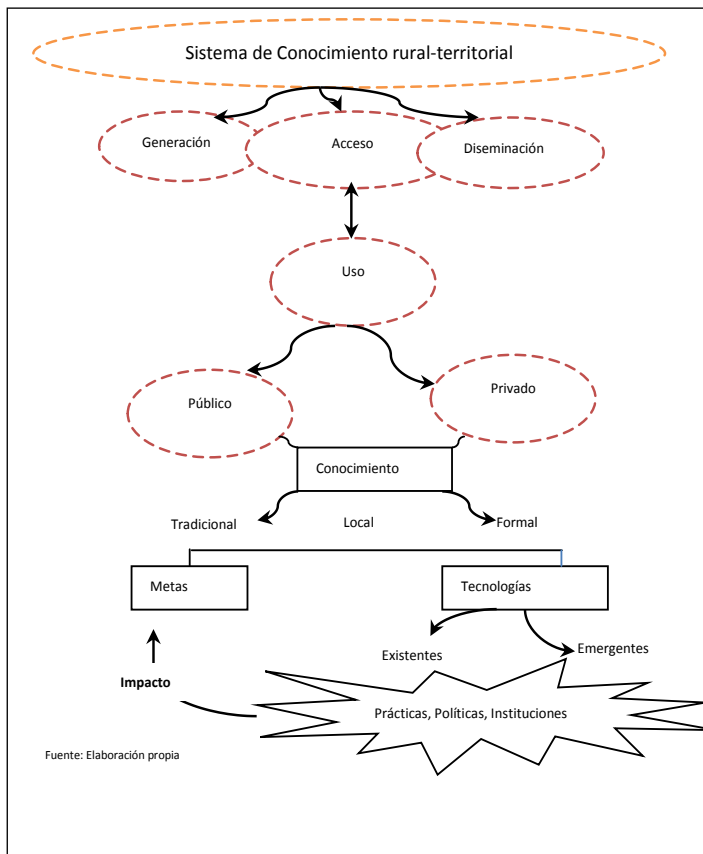 Sistema de Conocimiento rural-territorial
Generación
Acceso
Diseminación
Uso
Público
Privado
Conocimiento
Tradicional
Local
Formal
Metas
Tecnologías
Existentes
Emergentes
Impacto
Prácticas, Políticas, Instituciones
Fuente: Elaboración propia